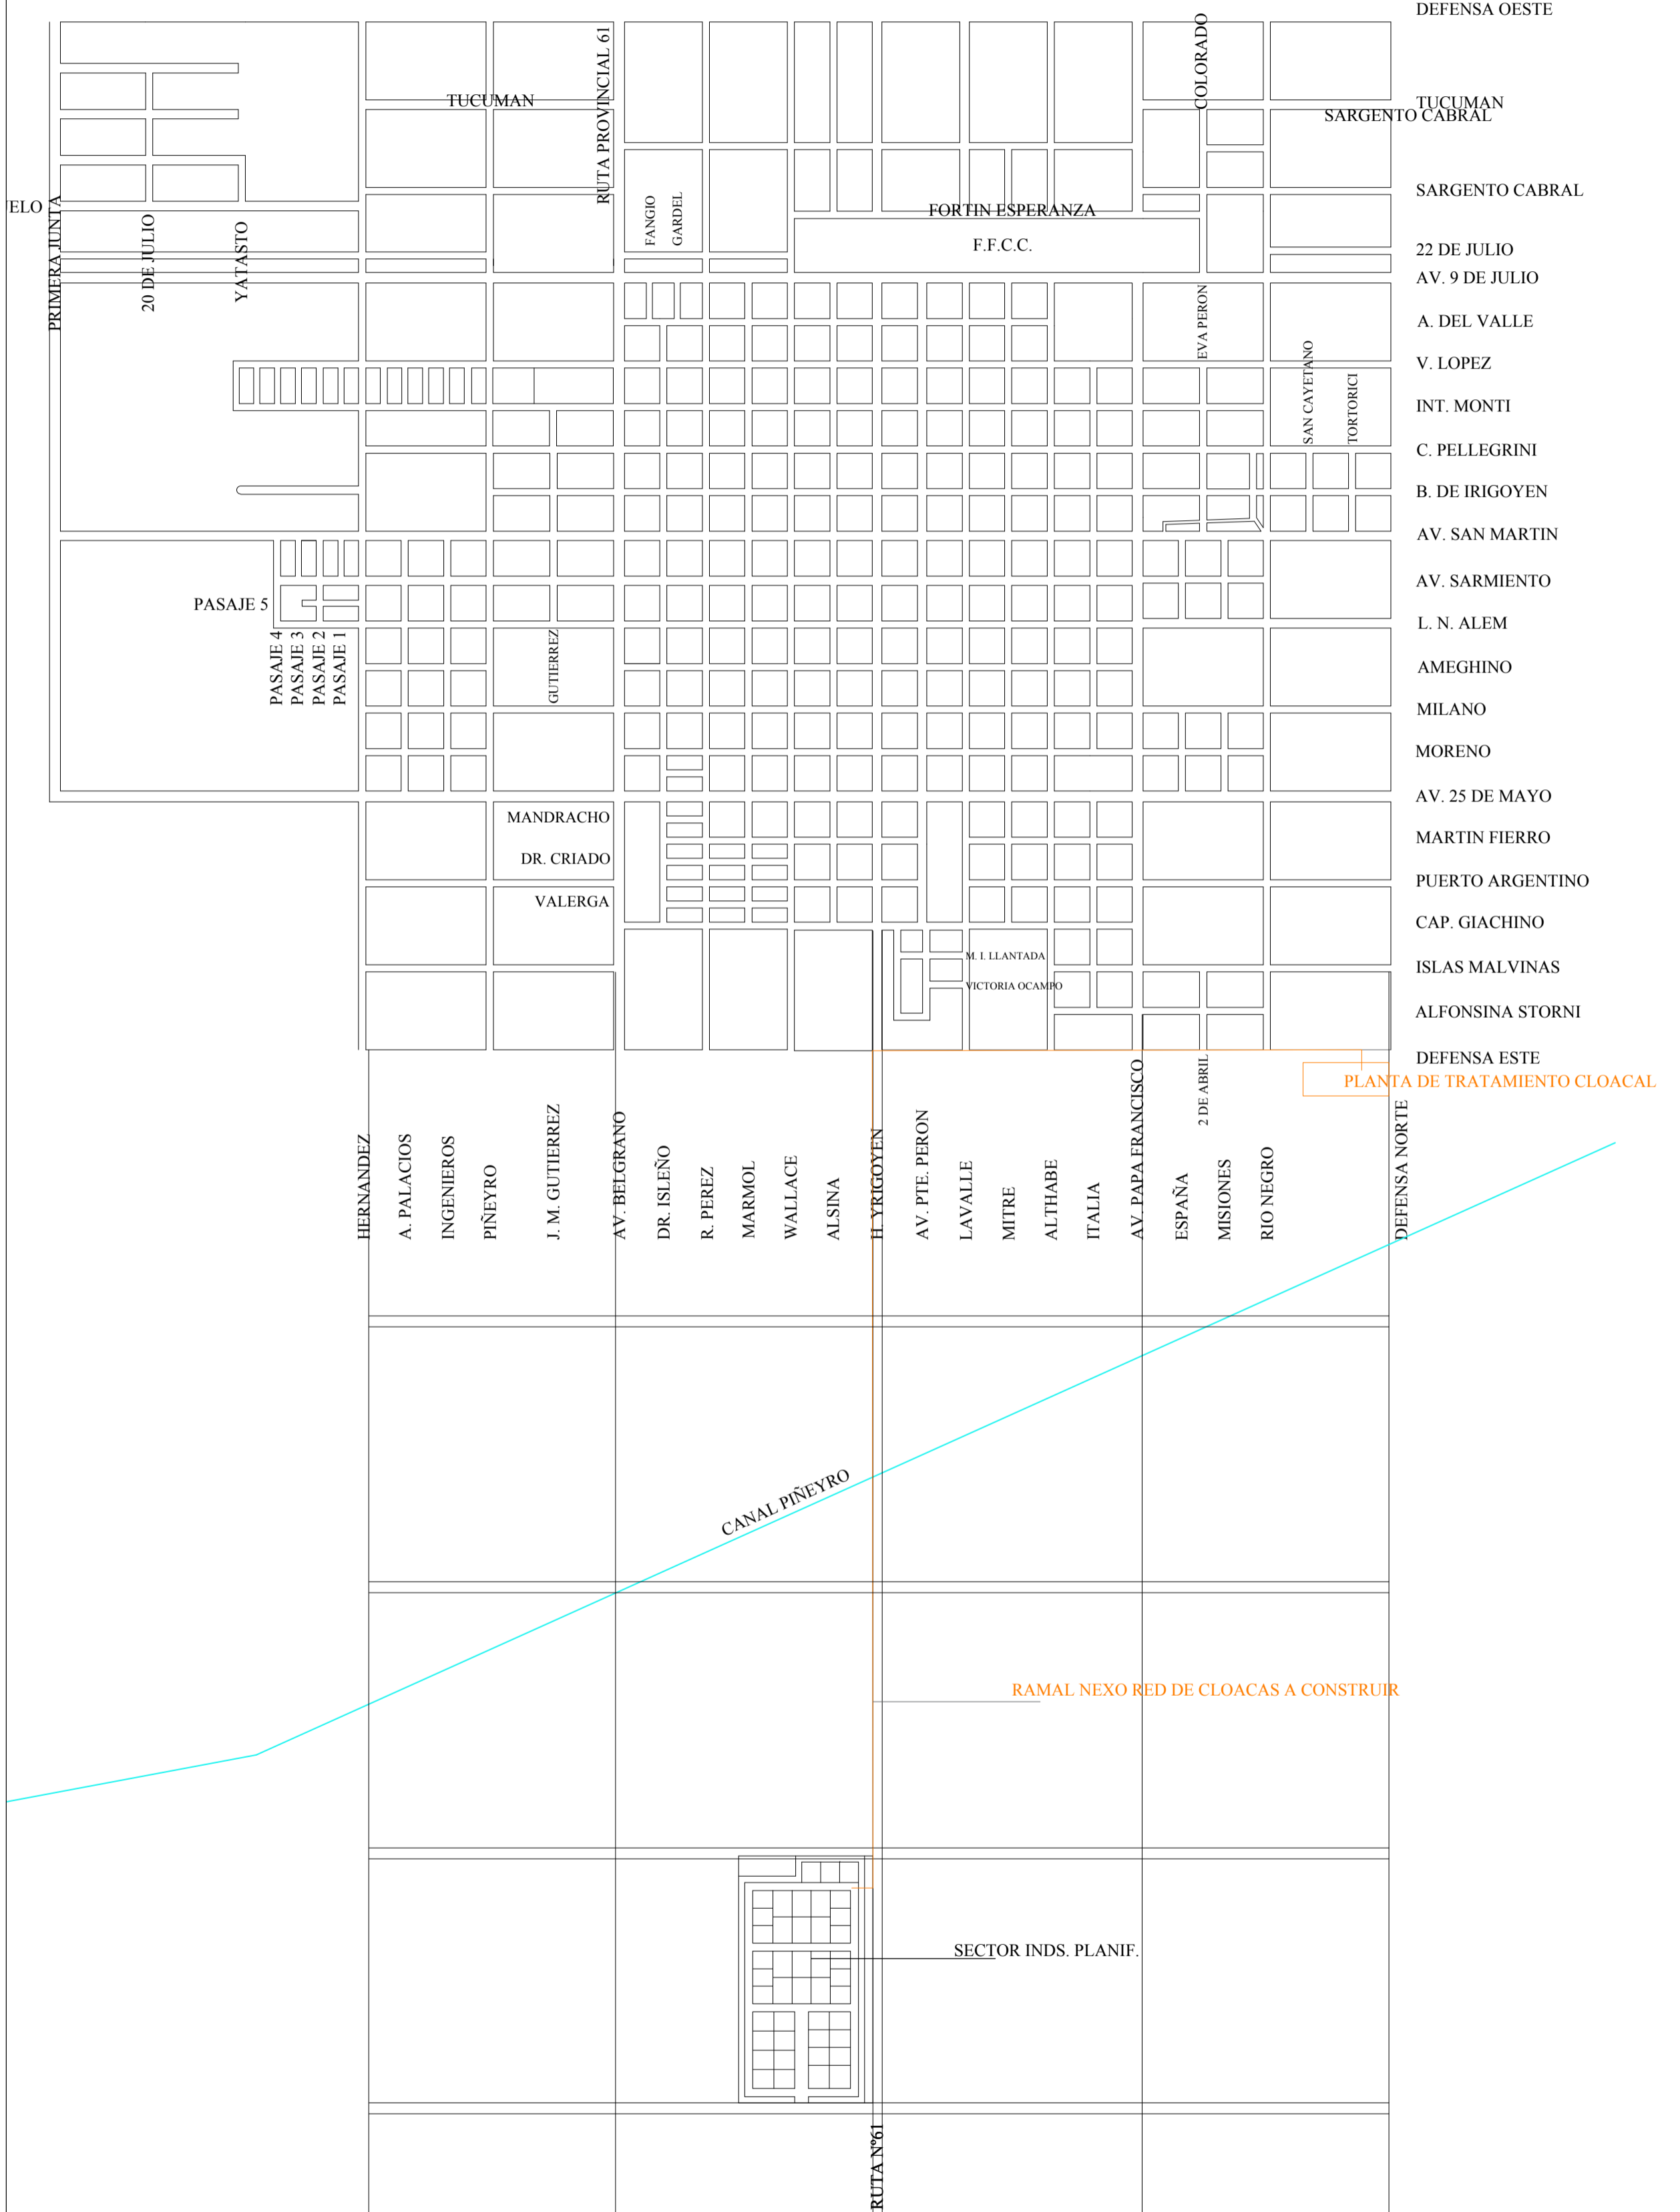 DEFENSA OESTE
COLORADO
RUTA PROVINCIAL 61
TUCUMAN
TUCUMAN
SARGENTO CABRAL
SARGENTO CABRAL
ELO
PRIMERA JUNTA
20 DE JULIO
YATASTO
FANGIO
GARDEL
FORTIN ESPERANZA
F.F.C.C.
22 DE JULIO
AV. 9 DE JULIO
EVA PERON
A. DEL VALLE
SAN CAYETANO
TORTORICI
V. LOPEZ
INT. MONTI
C. PELLEGRINI
B. DE IRIGOYEN
AV. SAN MARTIN
AV. SARMIENTO
PASAJE 5
L. N. ALEM
PASAJE 4
PASAJE 3
PASAJE 2
PASAJE 1
GUTIERREZ
AMEGHINO
MILANO
MORENO
AV. 25 DE MAYO
MANDRACHO
MARTIN FIERRO
DR. CRIADO
PUERTO ARGENTINO
VALERGA
CAP. GIACHINO
M. I. LLANTADA
ISLAS MALVINAS
VICTORIA OCAMPO
ALFONSINA STORNI
DEFENSA ESTE
PLANTA DE TRATAMIENTO CLOACAL
HERNANDEZ
A. PALACIOS
INGENIEROS
PIÑEYRO
J. M. GUTIERREZ
AV. BELGRANO
DR. ISLEÑO
R. PEREZ
MARMOL
WALLACE
ALSINA
H. YRIGOYEN
AV. PTE. PERON
LAVALLE
MITRE
ALTHABE
ITALIA
AV. PAPA FRANCISCO
ESPAÑA
2 DE ABRIL
MISIONES
RIO NEGRO
DEFENSA NORTE
CANAL PIÑEYRO
RAMAL NEXO RED DE CLOACAS A CONSTRUIR
SECTOR INDS. PLANIF.
RUTA Nº61